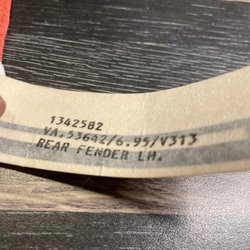 1342582
VA.53642/6.95/V313
REAR FENDER LH.